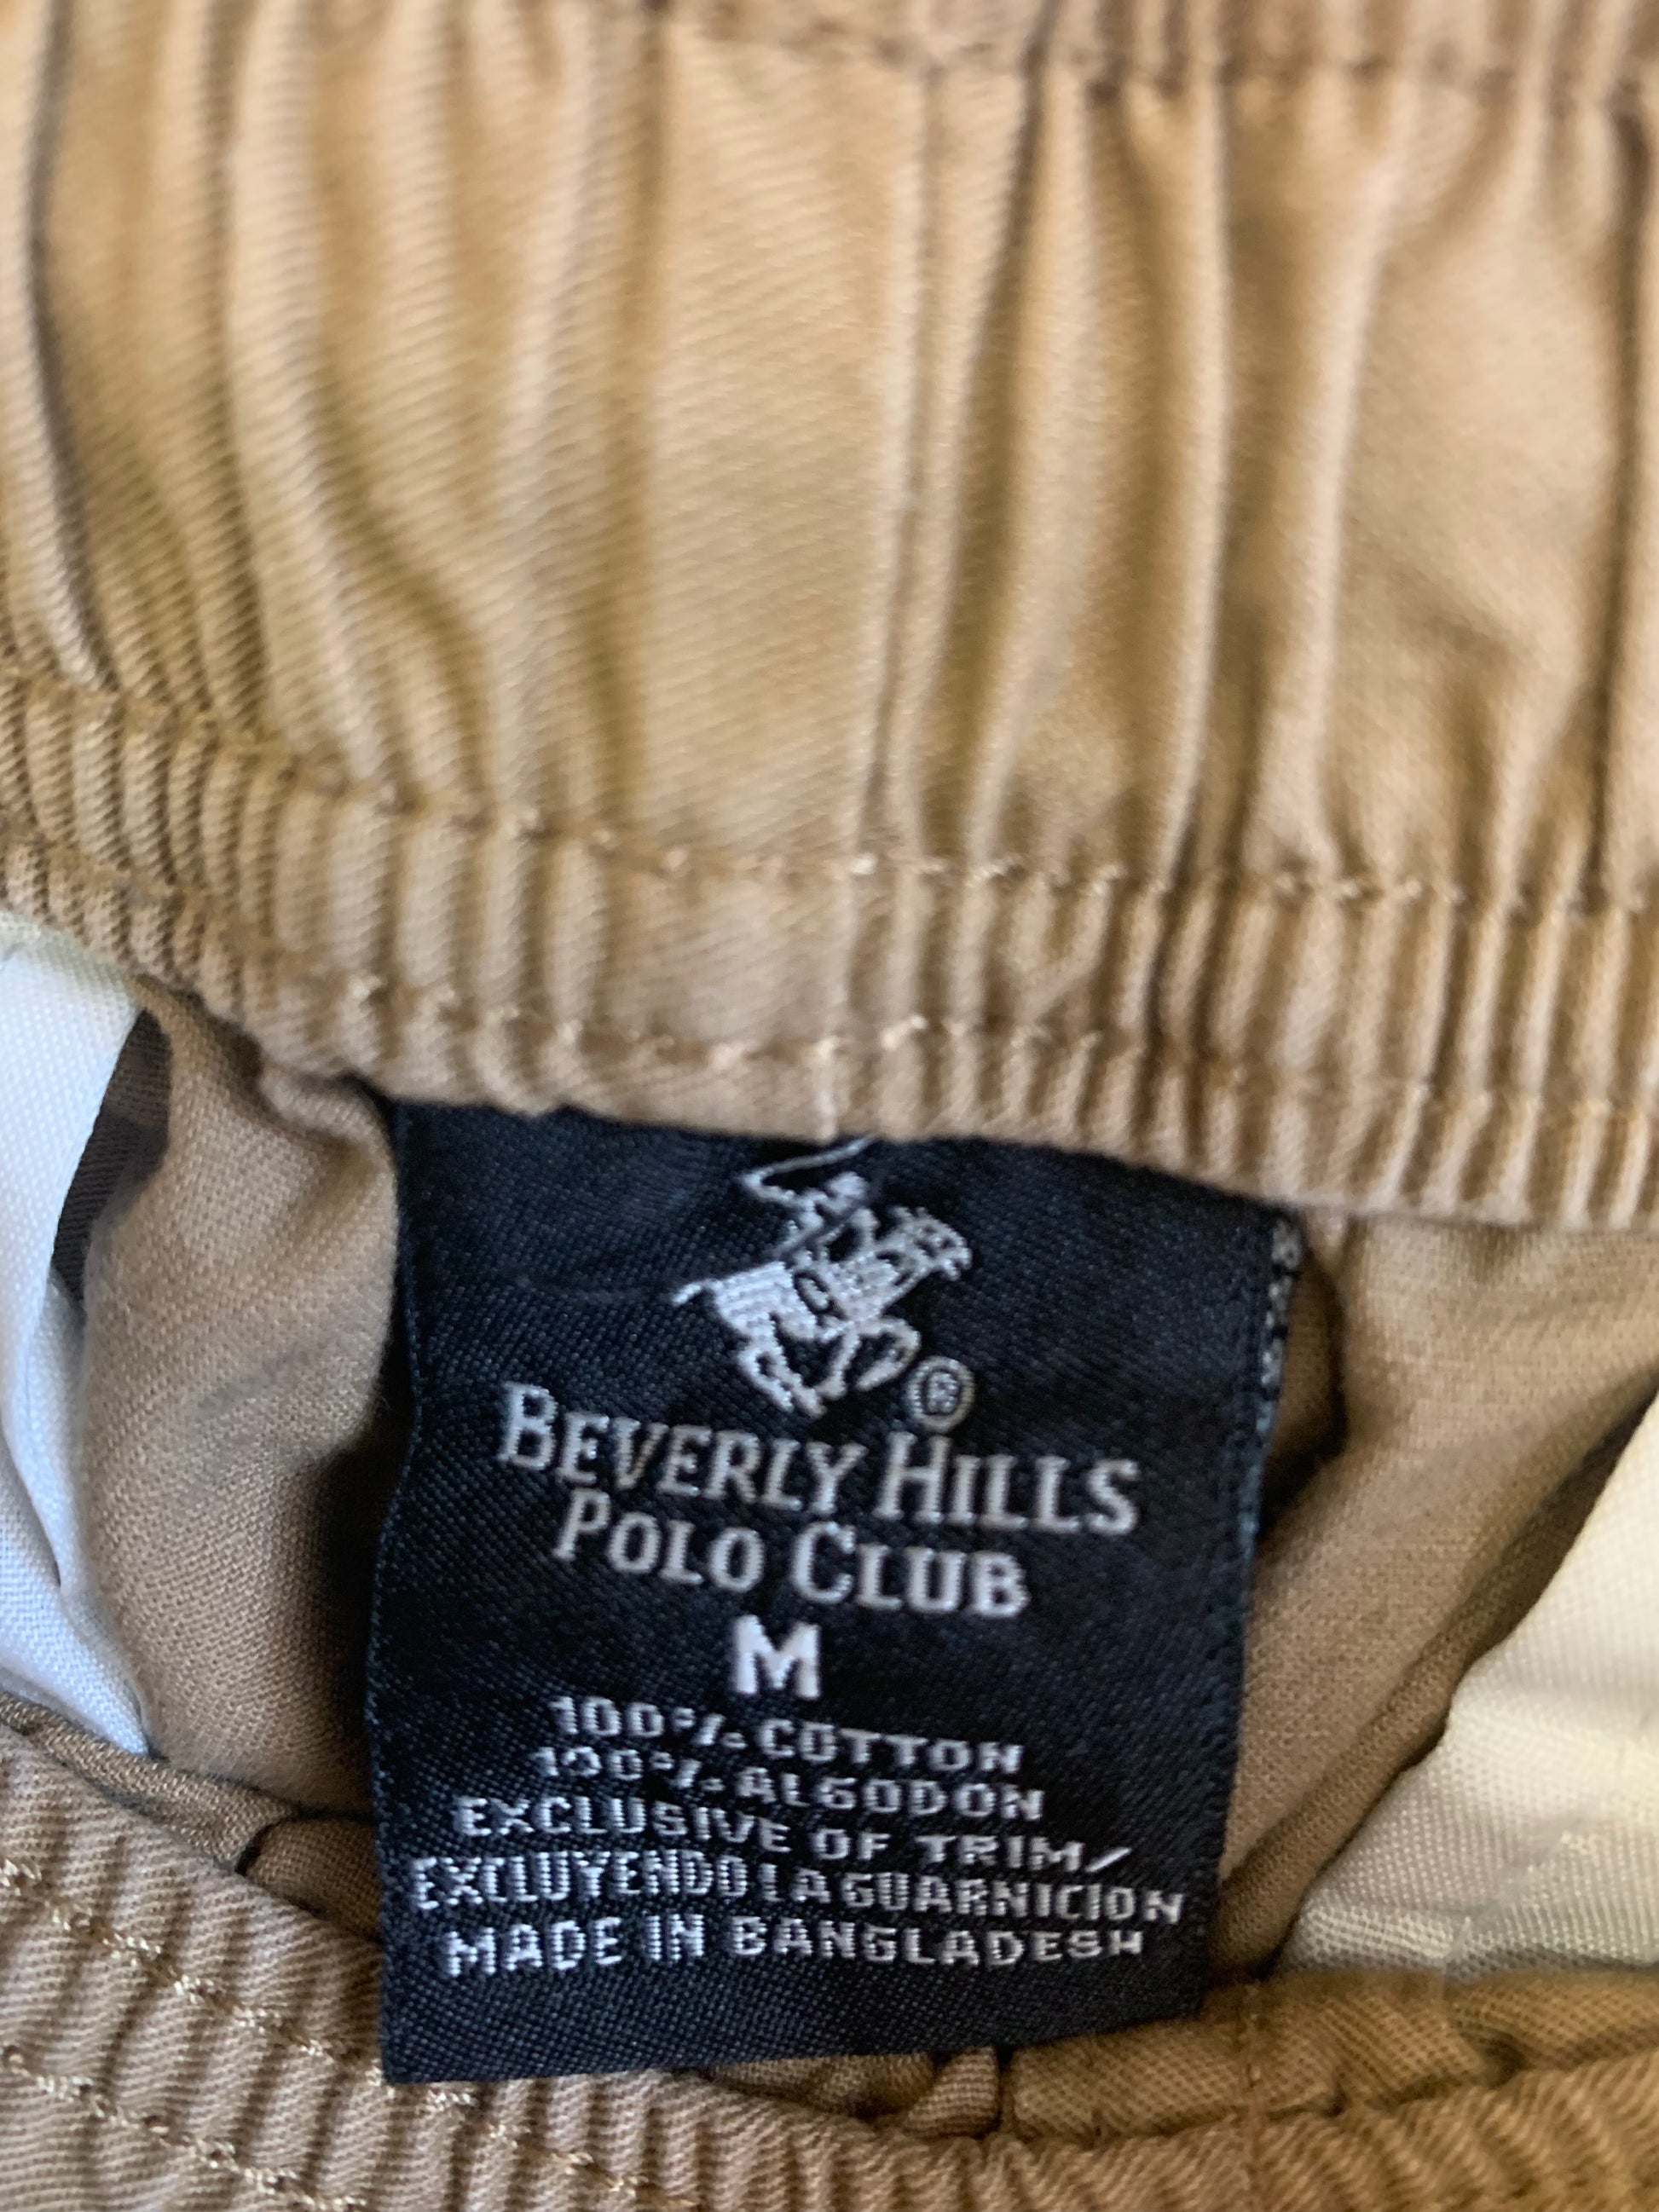 ®
BEVERLY HILLS
POLO CLUB
M
100% COTTON
100% ALGODON
EXCLUSIVE OF TRIM/
EXCLUYENDO LA GUARNICION
MADE IN BANGLADESH